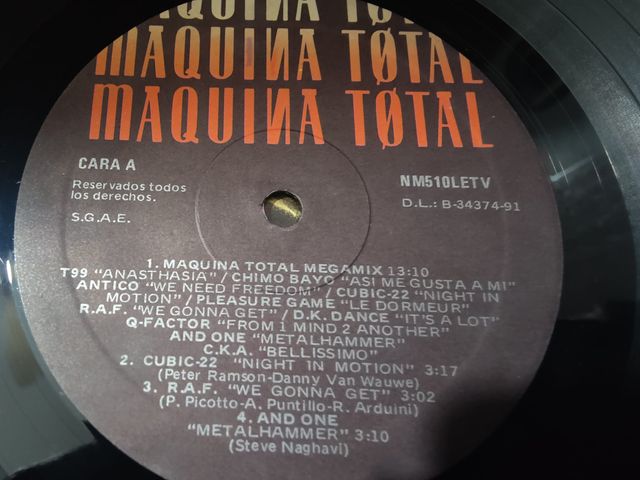 MAQUINA TØTAL
MAQUINA TØTAL
MAQUINA TØTAL
CARA A
Reservados todos
los derechos.
S.G.A.E.
NM510LETV
D.L.: B-34374-91
1. MAQUINA TOTAL MEGAMIX 13:10
T99 "ANASTHASIA" / CHIMO BAYO "ASI ME GUSTA A MI"
ANTICO "WE NEED FREEDOM" / CUBIC-22 "NIGHT IN
MOTION" / PLEASURE GAME "LE DORMEUR"
R.A.F. "WE GONNA GET" / D.K. DANCE "IT'S A LOT"
Q-FACTOR "FROM 1 MIND 2 ANOTHER"
AND ONE "METALHAMMER"
C.K.A. "BELLISSIMO"
2. CUBIC-22 "NIGHT IN MOTION" 3:17
(Peter Ramson-Danny Van Wauwe)
3. R.A.F. "WE GONNA GET" 3:02
(P. Picotto-A. Puntillo-R. Arduini)
4. AND ONE
"METALHAMMER" 3:10
(Steve Naghavi)